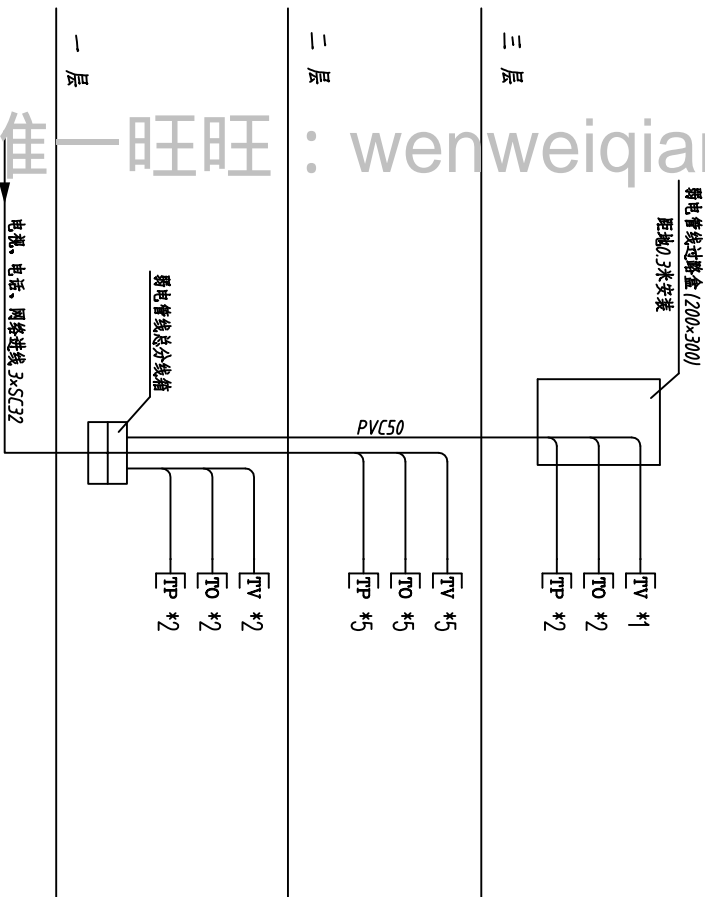 三 层
弱电管线过路盒(200×300)
距地0.3米安装
TV *1
TO *2
TP *2
二 层
PVC50
TV *5
TO *5
TP *5
一 层
弱电管线总分线箱
TV *2
TO *2
TP *2
电视、电话、网络进线 3×SC32
唯一旺旺：wenweiqian